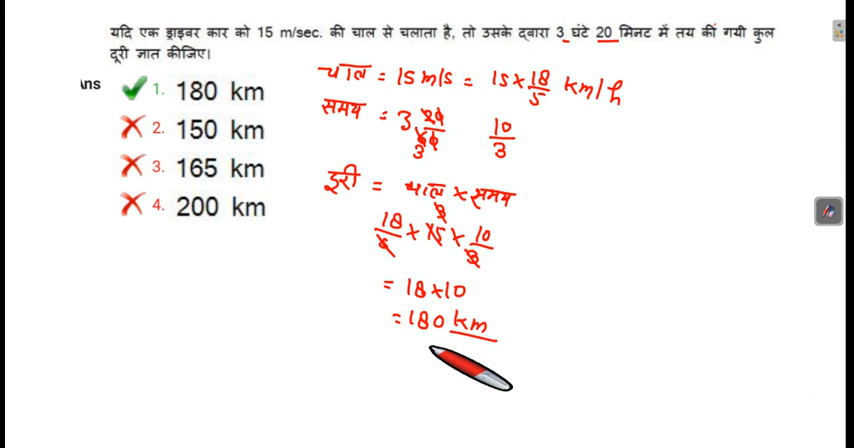 यदि एक ड्राइवर कार को 15 m/sec. की चाल से चलाता है, तो उसके द्वारा 3 घंटे 20 मिनट में तय की गयी कुल
दूरी ज्ञात कीजिए।
Ans
1. 180 km
2. 150 km
3. 165 km
4. 200 km
चाल = 15 m/s = 15 × 18/5 km/h
समय = 3 20/60 10/3
3
दूरी = चाल × समय
18/5 × 15 × 10/3
= 18×10
= 180 km